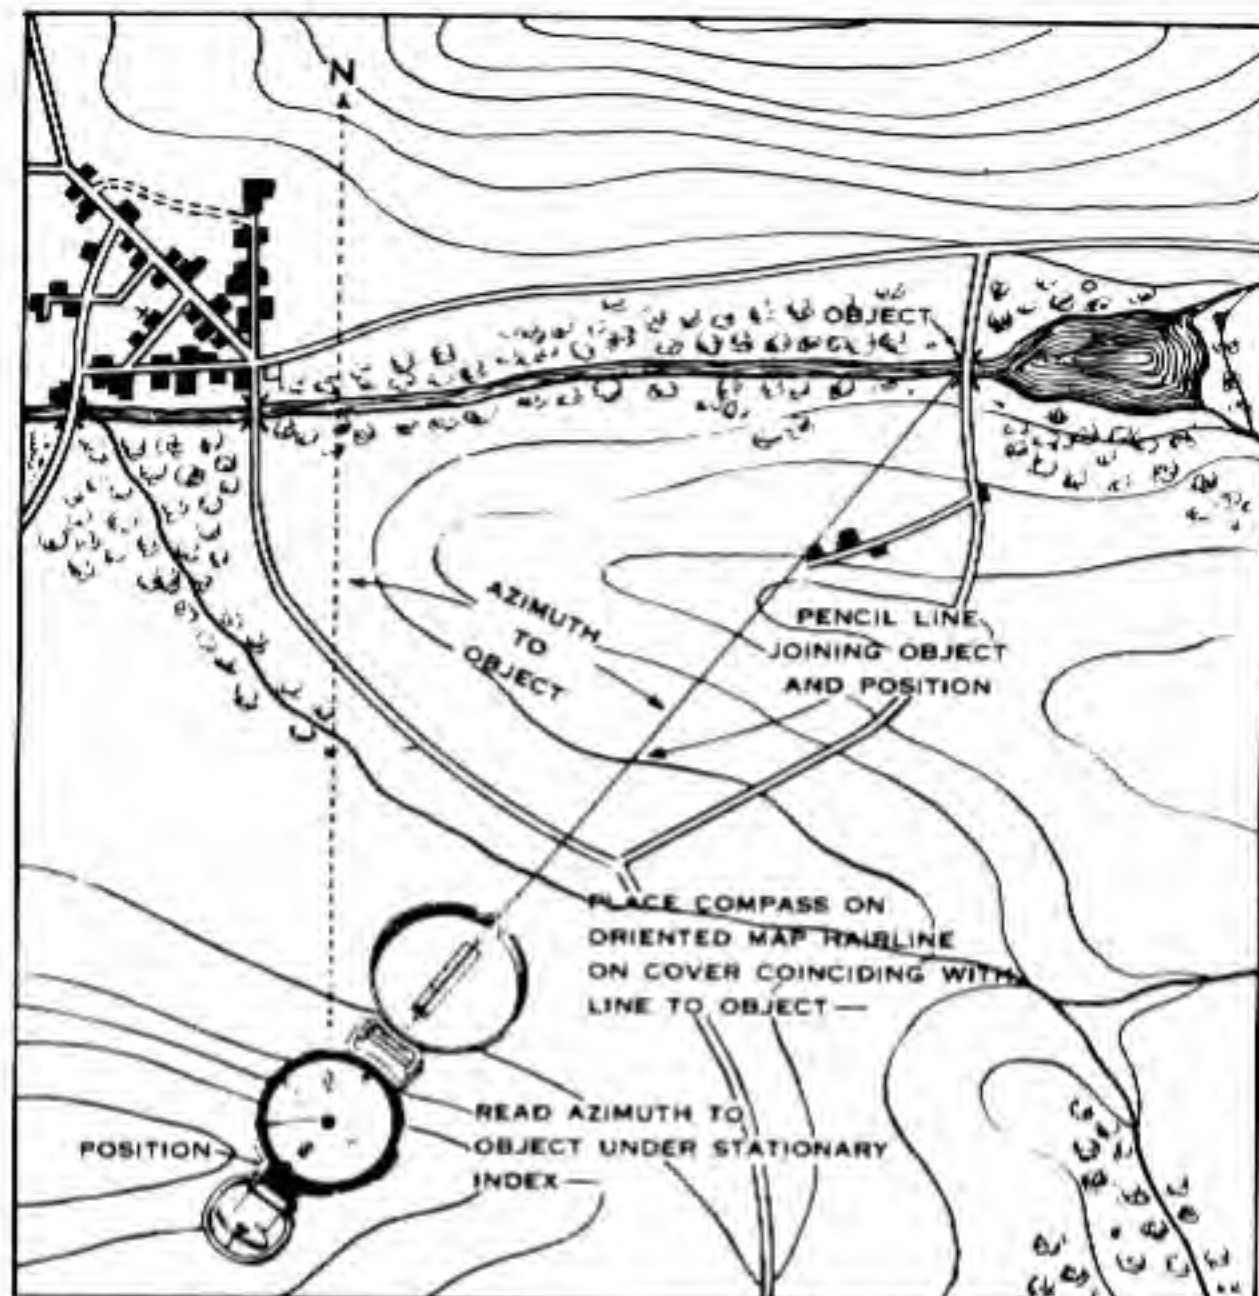 N
OBJECT
AZIMUTH
TO
OBJECT
PENCIL LINE
JOINING OBJECT
AND POSITION
PLACE COMPASS ON
ORIENTED MAP HAIRLINE
ON COVER COINCIDING WITH
LINE TO OBJECT —
READ AZIMUTH TO
OBJECT UNDER STATIONARY
INDEX —
POSITION